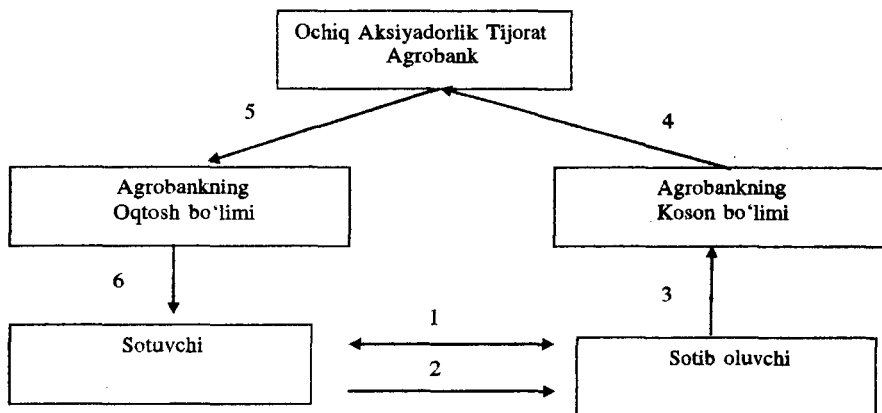 Ochiq Aksiyadorlik Tijorat
Agrobank
5
4
Agrobankning
Oqtosh bo‘limi
Agrobankning
Koson bo‘limi
6
3
1
Sotuvchi
Sotib oluvchi
2